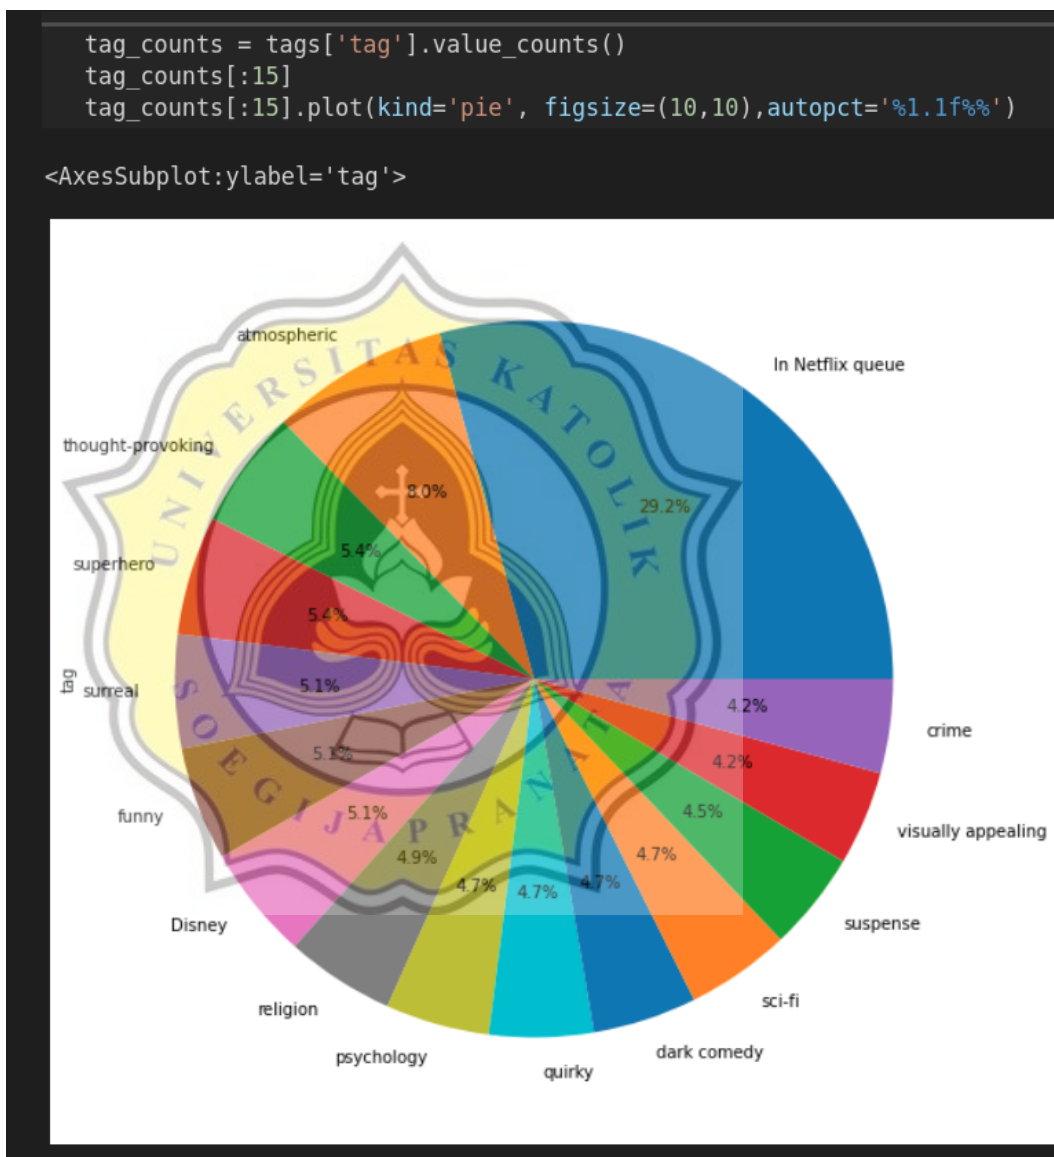 tag_counts = tags['tag'].value_counts()
tag_counts[:15]
tag_counts[:15].plot(kind='pie', figsize=(10,10),autopct='%1.1f%%')
<AxesSubplot:ylabel='tag'>
In Netflix queue
29.2%
atmospheric
8.0%
thought-provoking
5.4%
superhero
5.4%
surreal
5.1%
funny
5.1%
Disney
5.1%
religion
4.9%
psychology
4.7%
quirky
4.7%
dark comedy
4.7%
sci-fi
4.7%
suspense
4.5%
visually appealing
4.2%
crime
4.2%
tag
UNIVERSITAS KATOLIK
SOEGIJAPRANATA